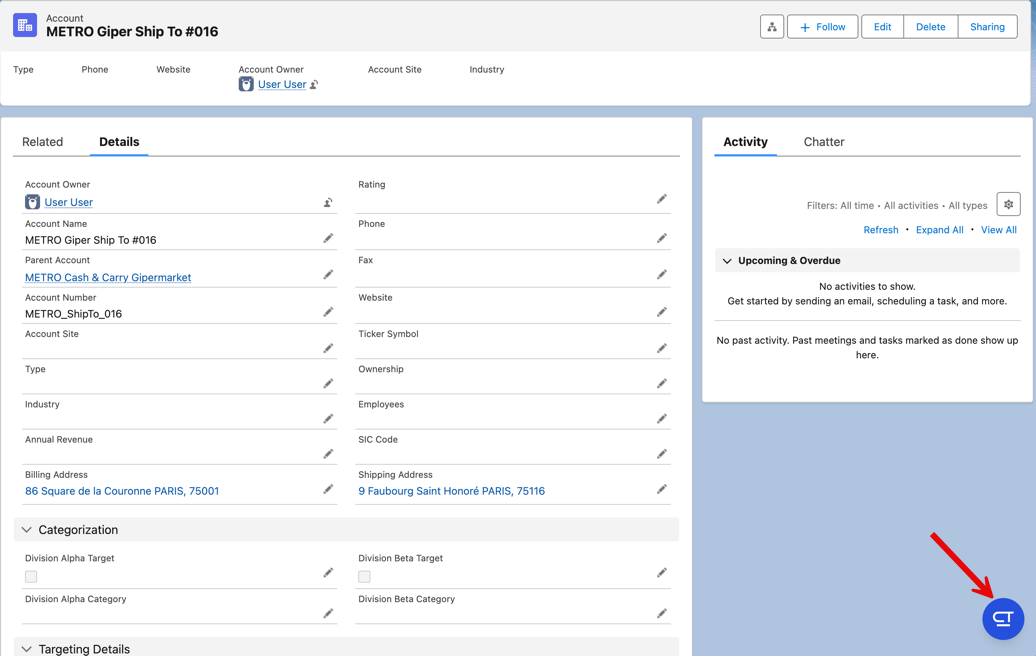 Account
METRO Giper Ship To #016
+ Follow
Edit
Delete
Sharing
Type
Phone
Website
Account Owner
User User
Account Site
Industry
Related
Details
Account Owner
User User
Rating
Account Name
METRO Giper Ship To #016
Phone
Parent Account
METRO Cash & Carry Gipermarket
Fax
Account Number
METRO_ShipTo_016
Website
Account Site
Ticker Symbol
Type
Ownership
Industry
Employees
Annual Revenue
SIC Code
Billing Address
86 Square de la Couronne PARIS, 75001
Shipping Address
9 Faubourg Saint Honoré PARIS, 75116
Categorization
Division Alpha Target
Division Beta Target
Division Alpha Category
Division Beta Category
Targeting Details
Activity
Chatter
Filters: All time • All activities • All types
Refresh • Expand All • View All
Upcoming & Overdue
No activities to show.
Get started by sending an email, scheduling a task, and more.
No past activity. Past meetings and tasks marked as done show up
here.